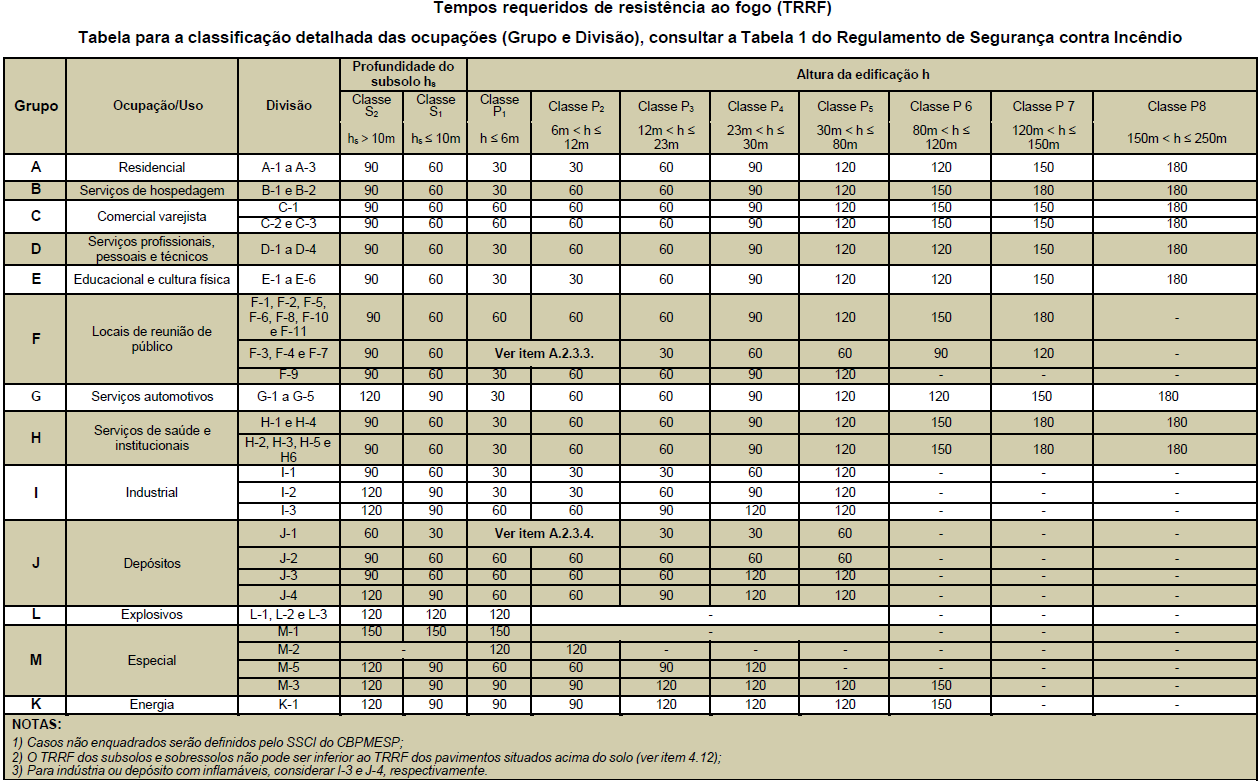 Tempos requeridos de resistência ao fogo (TRRF)
Tabela para a classificação detalhada das ocupações (Grupo e Divisão), consultar a Tabela 1 do Regulamento de Segurança contra Incêndio
Grupo Ocupação/Uso Divisão Profundidade do subsolo hs Altura da edificação h
Classe S2 Classe S1 Classe P1 Classe P2 Classe P3 Classe P4 Classe P5 Classe P 6 Classe P 7 Classe P8
hs > 10m hs ≤ 10m h ≤ 6m 6m < h ≤ 12m 12m < h ≤ 23m 23m < h ≤ 30m 30m < h ≤ 80m 80m < h ≤ 120m 120m < h ≤ 150m 150m < h ≤ 250m
A Residencial A-1 a A-3 90 60 30 30 60 90 120 120 150 180
B Serviços de hospedagem B-1 e B-2 90 60 30 60 60 90 120 150 180 180
C Comercial varejista C-1 90 60 60 60 60 90 120 150 150 180
C-2 e C-3 90 60 60 60 60 90 120 150 150 180
D Serviços profissionais, pessoais e técnicos D-1 a D-4 90 60 30 60 60 90 120 120 150 180
E Educacional e cultura física E-1 a E-6 90 60 30 30 60 90 120 120 150 180
F Locais de reunião de público F-1, F-2, F-5, F-6, F-8, F-10 e F-11 90 60 60 60 60 90 120 150 180 -
F-3, F-4 e F-7 90 60 Ver item A.2.3.3. 30 60 60 90 120 -
F-9 90 60 30 60 60 90 120 - - -
G Serviços automotivos G-1 a G-5 120 90 30 60 60 90 120 120 150 180
H Serviços de saúde e institucionais H-1 e H-4 90 60 30 60 60 90 120 150 180 180
H-2, H-3, H-5 e H6 90 60 30 60 60 90 120 150 180 180
I Industrial I-1 90 60 30 30 30 60 120 - - -
I-2 120 90 30 30 60 90 120 - - -
I-3 120 90 60 60 90 120 120 - - -
J Depósitos J-1 60 30 Ver item A.2.3.4. 30 30 60 - - -
J-2 90 60 60 60 60 60 60 - - -
J-3 90 60 60 60 60 120 120 - - -
J-4 120 90 60 60 90 120 120 - - -
L Explosivos L-1, L-2 e L-3 120 120 120 - - - -
M Especial M-1 150 150 150 - - - -
M-2 - 120 120 - - - - - -
M-5 120 90 60 60 90 120 - - - -
M-3 120 90 90 90 120 120 120 150 - -
K Energia K-1 120 90 90 90 120 120 120 150 - -
NOTAS:
1) Casos não enquadrados serão definidos pelo SSCI do CBPMESP;
2) O TRRF dos subsolos e sobressolos não pode ser inferior ao TRRF dos pavimentos situados acima do solo (ver item 4.12);
3) Para indústria ou depósito com inflamáveis, considerar I-3 e J-4, respectivamente.